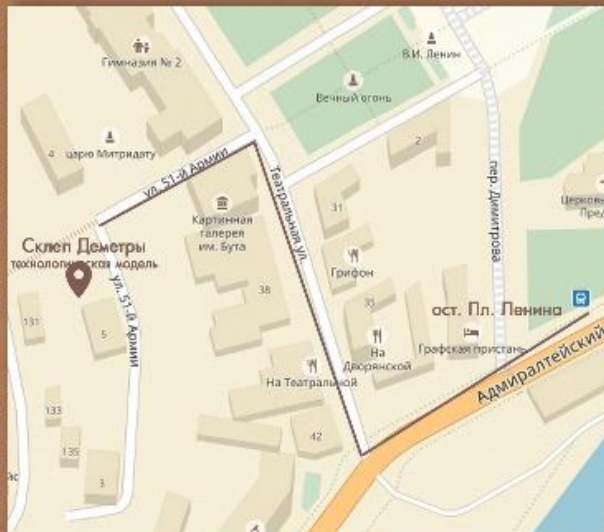 Гимназия № 2
В.И. Ленин
Вечный огонь
4
царю Митридату
ул. 51-й Армии
2
Театральная ул.
пер. Димитрова
Картинная
галерея
им. Бута
31
Церковь
Пред
Склеп Деметры
технологическая модель
Грифон
ул. 51-й Армии
38
ост. Пл. Ленина
131
5
На
Дворянской
Графская пристань
Адмиралтейский
На Театральной
133
135
42
3